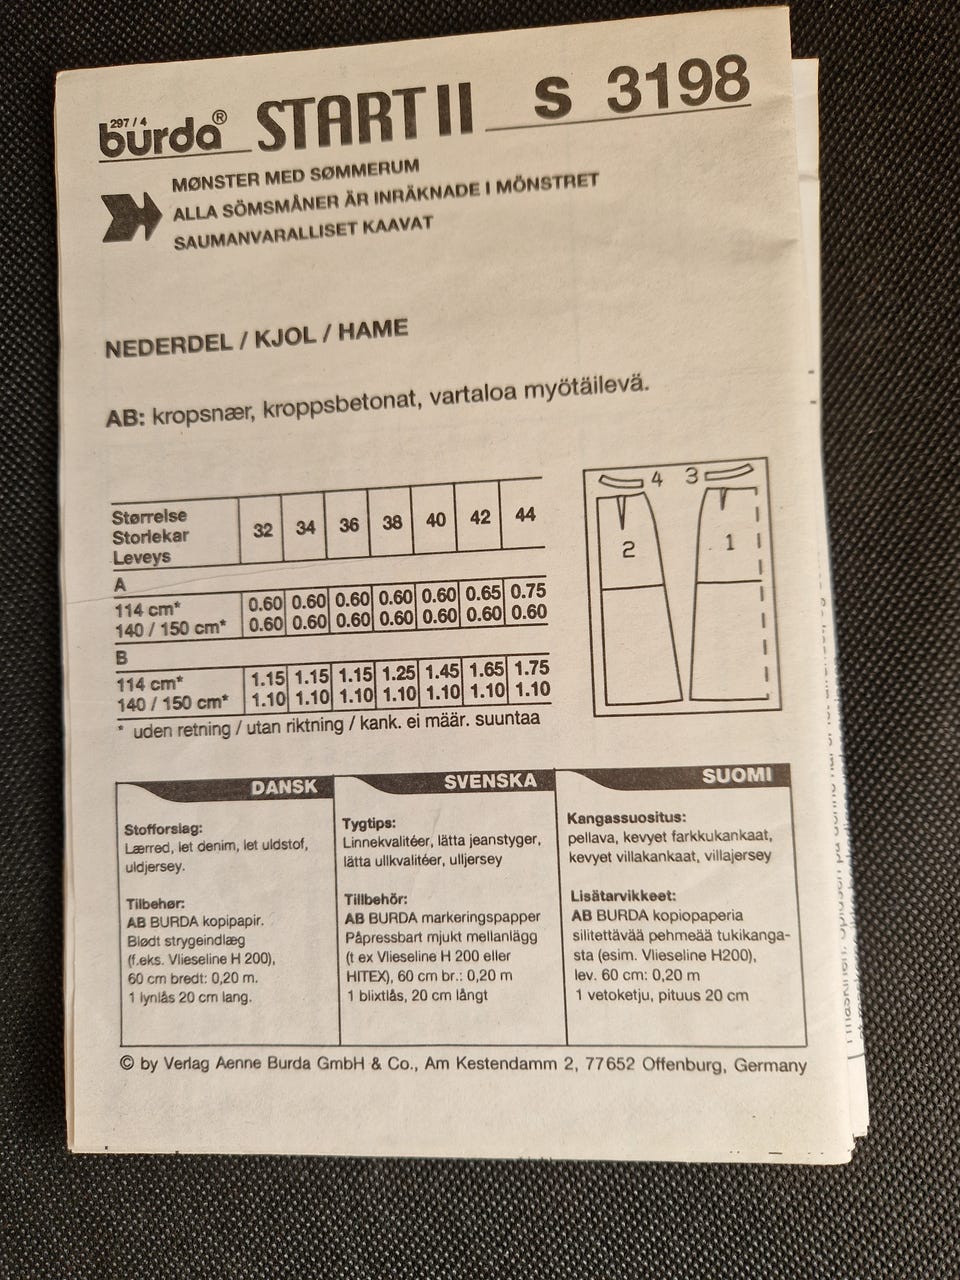 297 / 4
burda® START II S 3198
MØNSTER MED SØMMERUM
ALLA SÖMSMÅNER ÄR INRÄKNADE I MÖNSTRET
SAUMANVARALLISET KAAVAT
NEDERDEL / KJOL / HAME
AB: kropsnær, kroppsbetonat, vartaloa myötäilevä.
Størrelse
Storlekar
Leveys
32 34 36 38 40 42 44
A
114 cm* 0.60 0.60 0.60 0.60 0.60 0.65 0.75
140 / 150 cm* 0.60 0.60 0.60 0.60 0.60 0.60 0.60
B
114 cm* 1.15 1.15 1.15 1.25 1.45 1.65 1.75
140 / 150 cm* 1.10 1.10 1.10 1.10 1.10 1.10 1.10
* uden retning / utan riktning / kank. ei määr. suuntaa
4 3
2 1
DANSK
Stofforslag:
Lærred, let denim, let uldstof,
uldjersey.
Tilbehør:
AB BURDA kopipapir.
Blødt strygeindlæg
(f.eks. Vlieseline H 200),
60 cm bredt: 0,20 m.
1 lynlås 20 cm lang.
SVENSKA
Tygtips:
Linnekvalitéer, lätta jeanstyger,
lätta ullkvalitéer, ulljersey
Tillbehör:
AB BURDA markeringspapper
Påpressbart mjukt mellanlägg
(t ex Vlieseline H 200 eller
HITEX), 60 cm br.: 0,20 m
1 blixtlås, 20 cm långt
SUOMI
Kangassuositus:
pellava, kevyet farkkukankaat,
kevyet villakankaat, villajersey
Lisätarvikkeet:
AB BURDA kopiopaperia
silitettävää pehmeää tukikanga-
sta (esim. Vlieseline H200),
lev. 60 cm: 0,20 m
1 vetoketju, pituus 20 cm
© by Verlag Aenne Burda GmbH & Co., Am Kestendamm 2, 77652 Offenburg, Germany